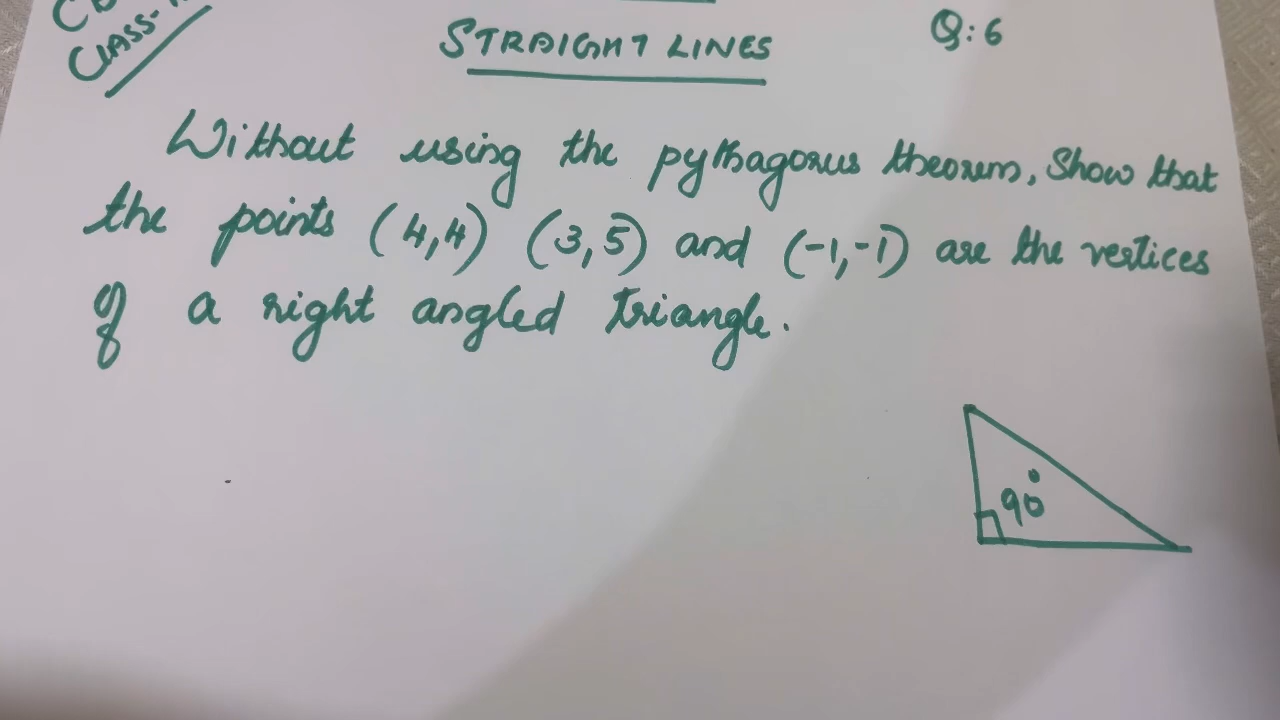 STRAIGHT LINES
Q: 6
CLASS-
Without using the pythagorus theorem, Show that
the points (4,4) (3,5) and (-1,-1) are the vertices
of a right angled triangle.
90°